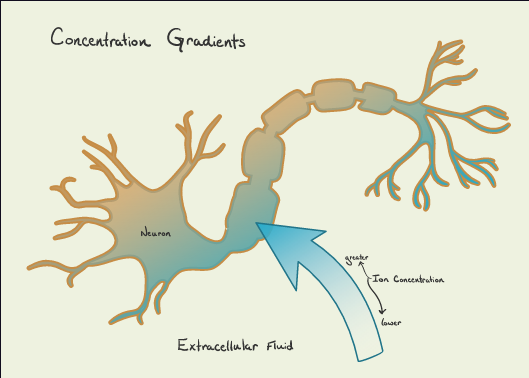 Concentration Gradients
Neuron
greater
Ion Concentration
lower
Extracellular Fluid